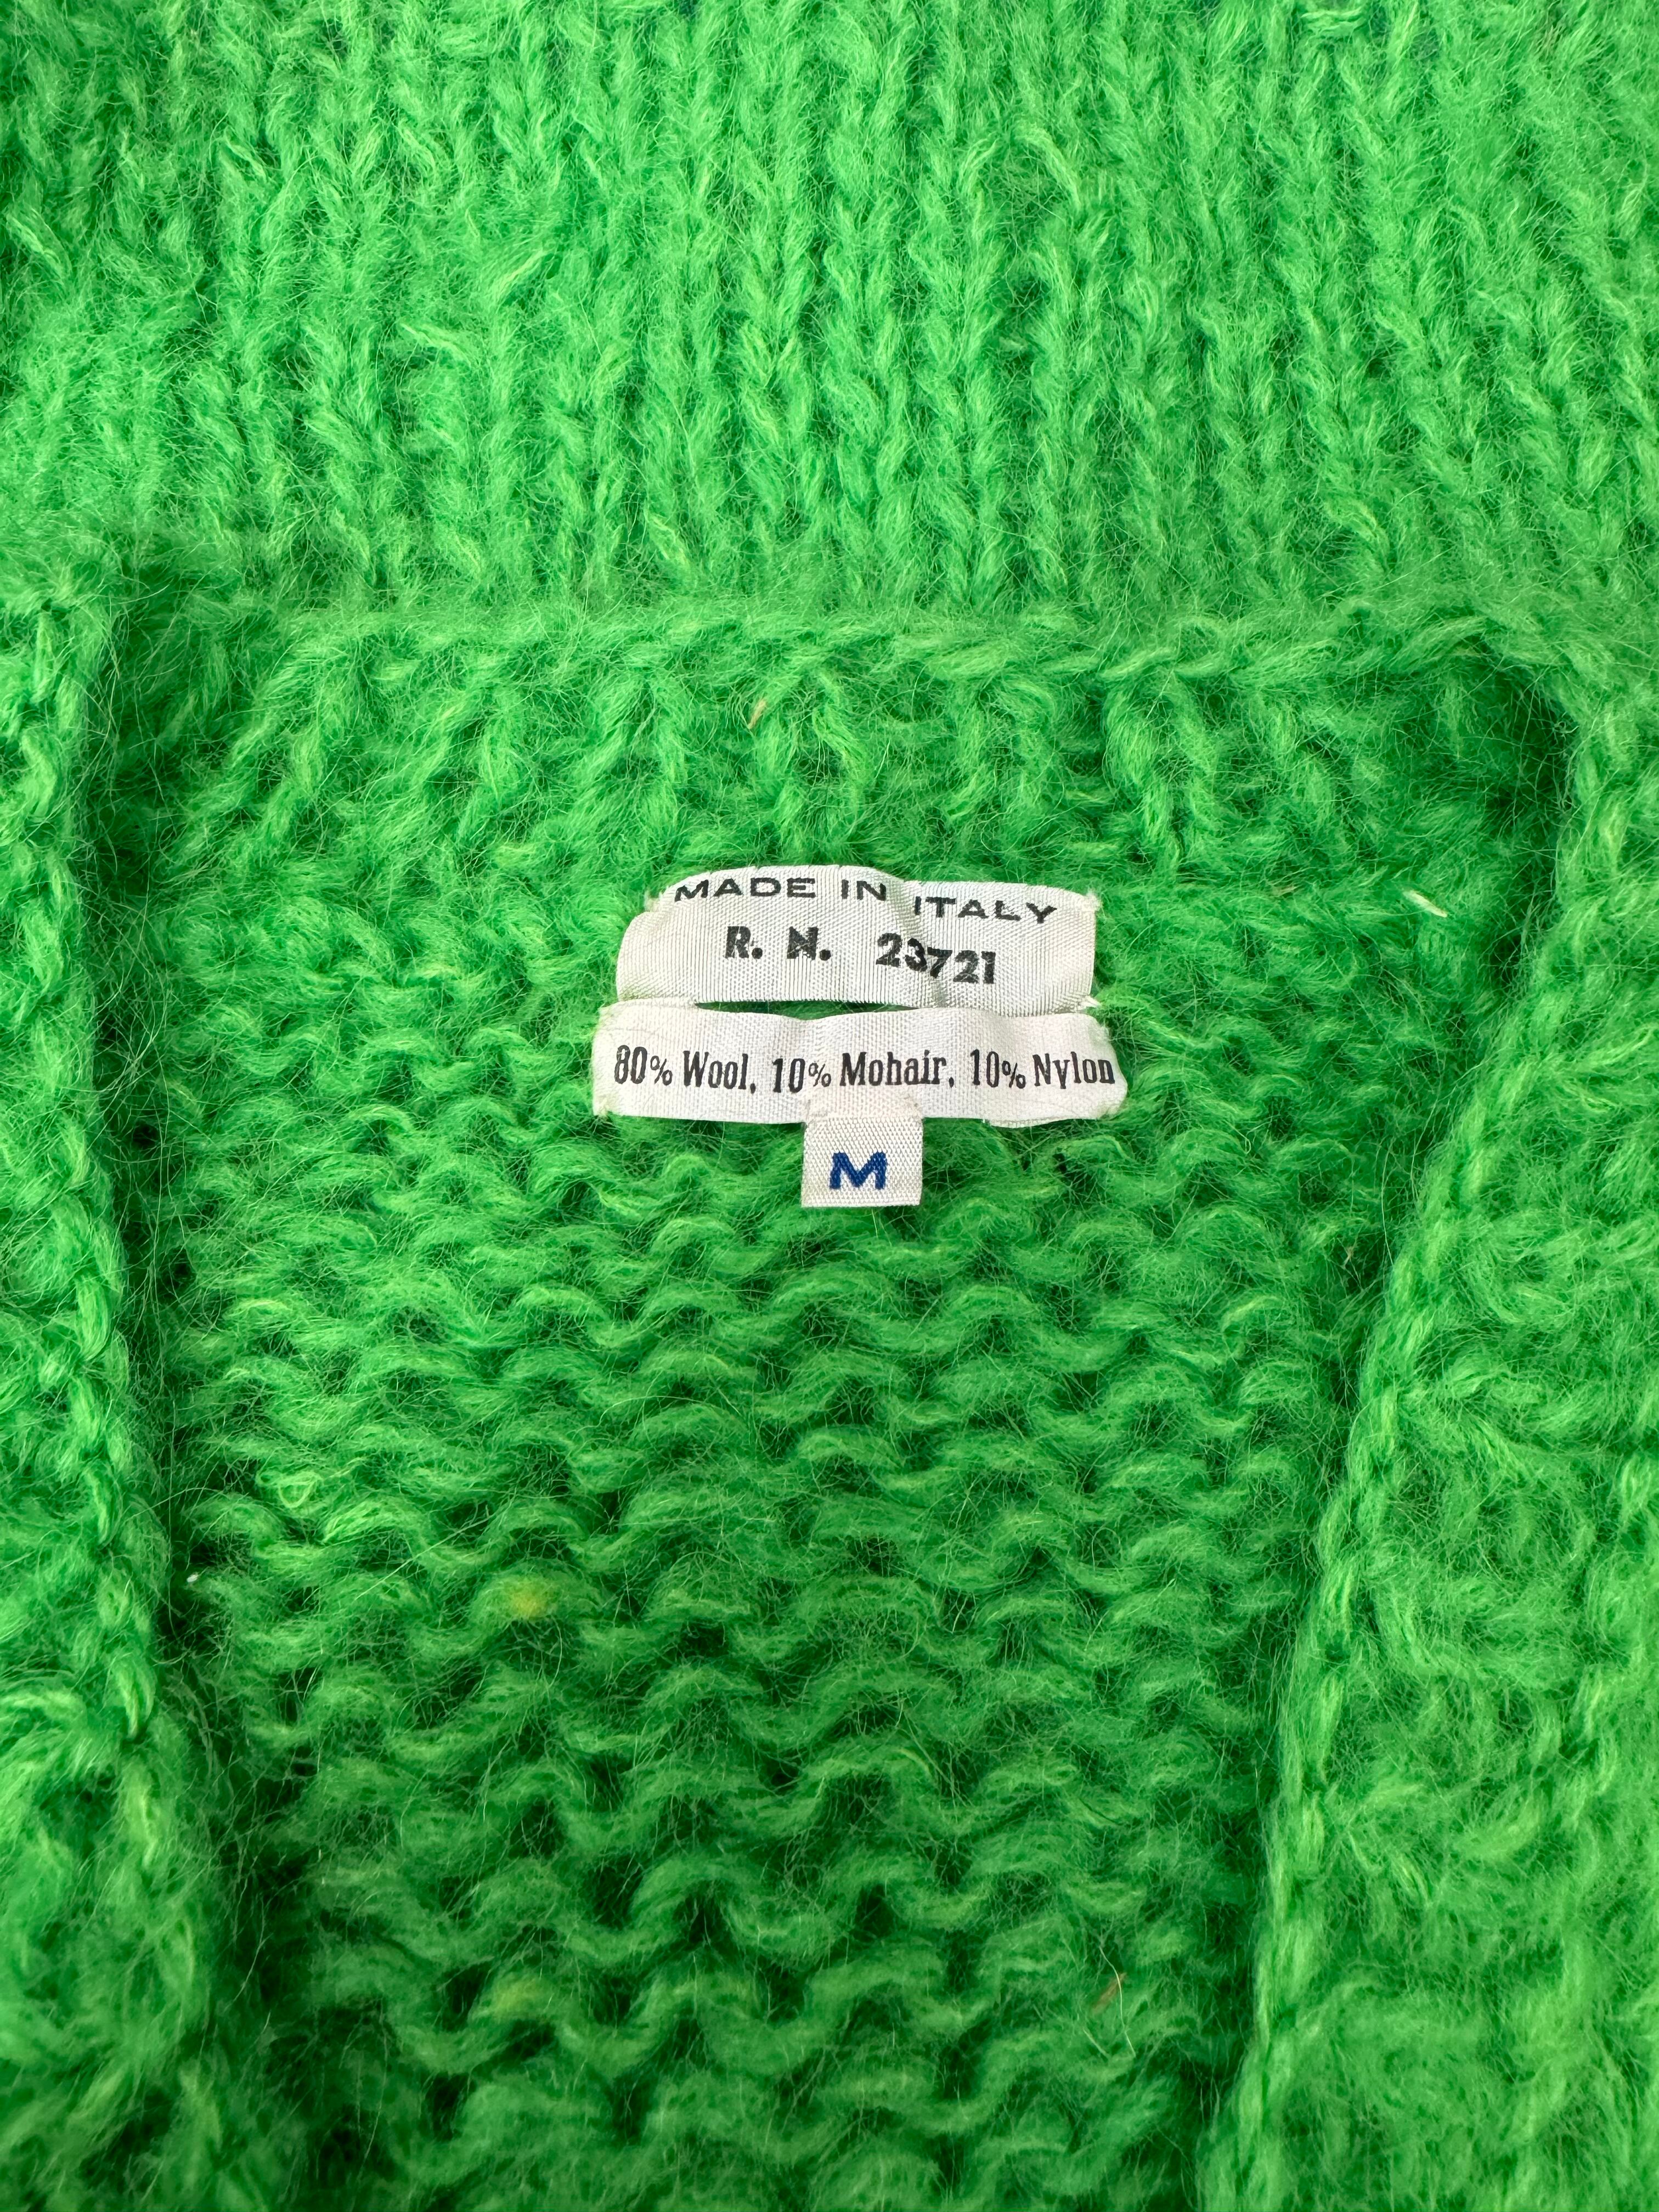 MADE IN ITALY
R. N. 23721
80% Wool, 10% Mohair, 10% Nylon
M